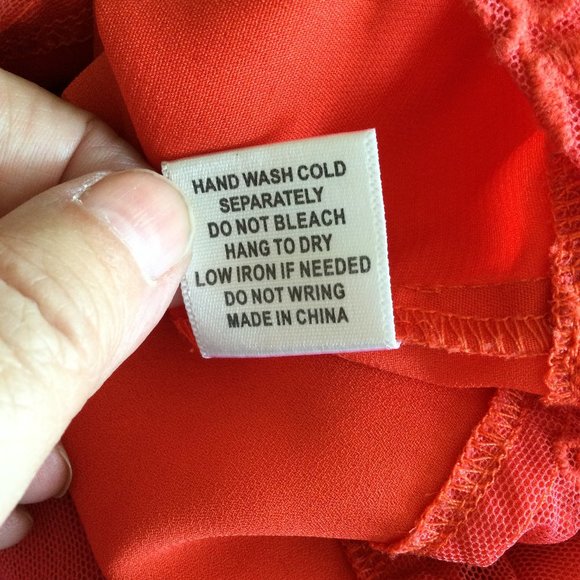 HAND WASH COLD
SEPARATELY
DO NOT BLEACH
HANG TO DRY
LOW IRON IF NEEDED
DO NOT WRING
MADE IN CHINA